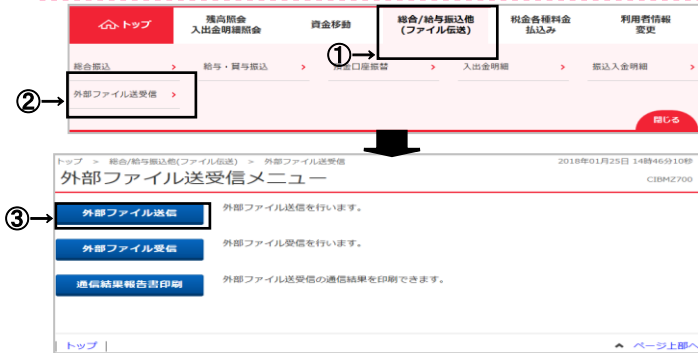 トップ
残高照会
入出金明細照会
資金移動
総合/給与振込他
(ファイル伝送)
税金各種料金
払込み
利用者情報
変更
①→
総合振込 >
給与・賞与振込 >
預金口座振替 >
入出金明細 >
振込入金明細 >
②→
外部ファイル送受信 >
閉じる
トップ > 総合/給与振込他(ファイル伝送) > 外部ファイル送受信
2018年01月25日 14時46分10秒
外部ファイル送受信メニュー
CIBMZ700
③→
外部ファイル送信
外部ファイル送信を行います。
外部ファイル受信
外部ファイル受信を行います。
通信結果報告書印刷
外部ファイル送受信の通信結果を印刷できます。
| トップ |
ページ上部へ